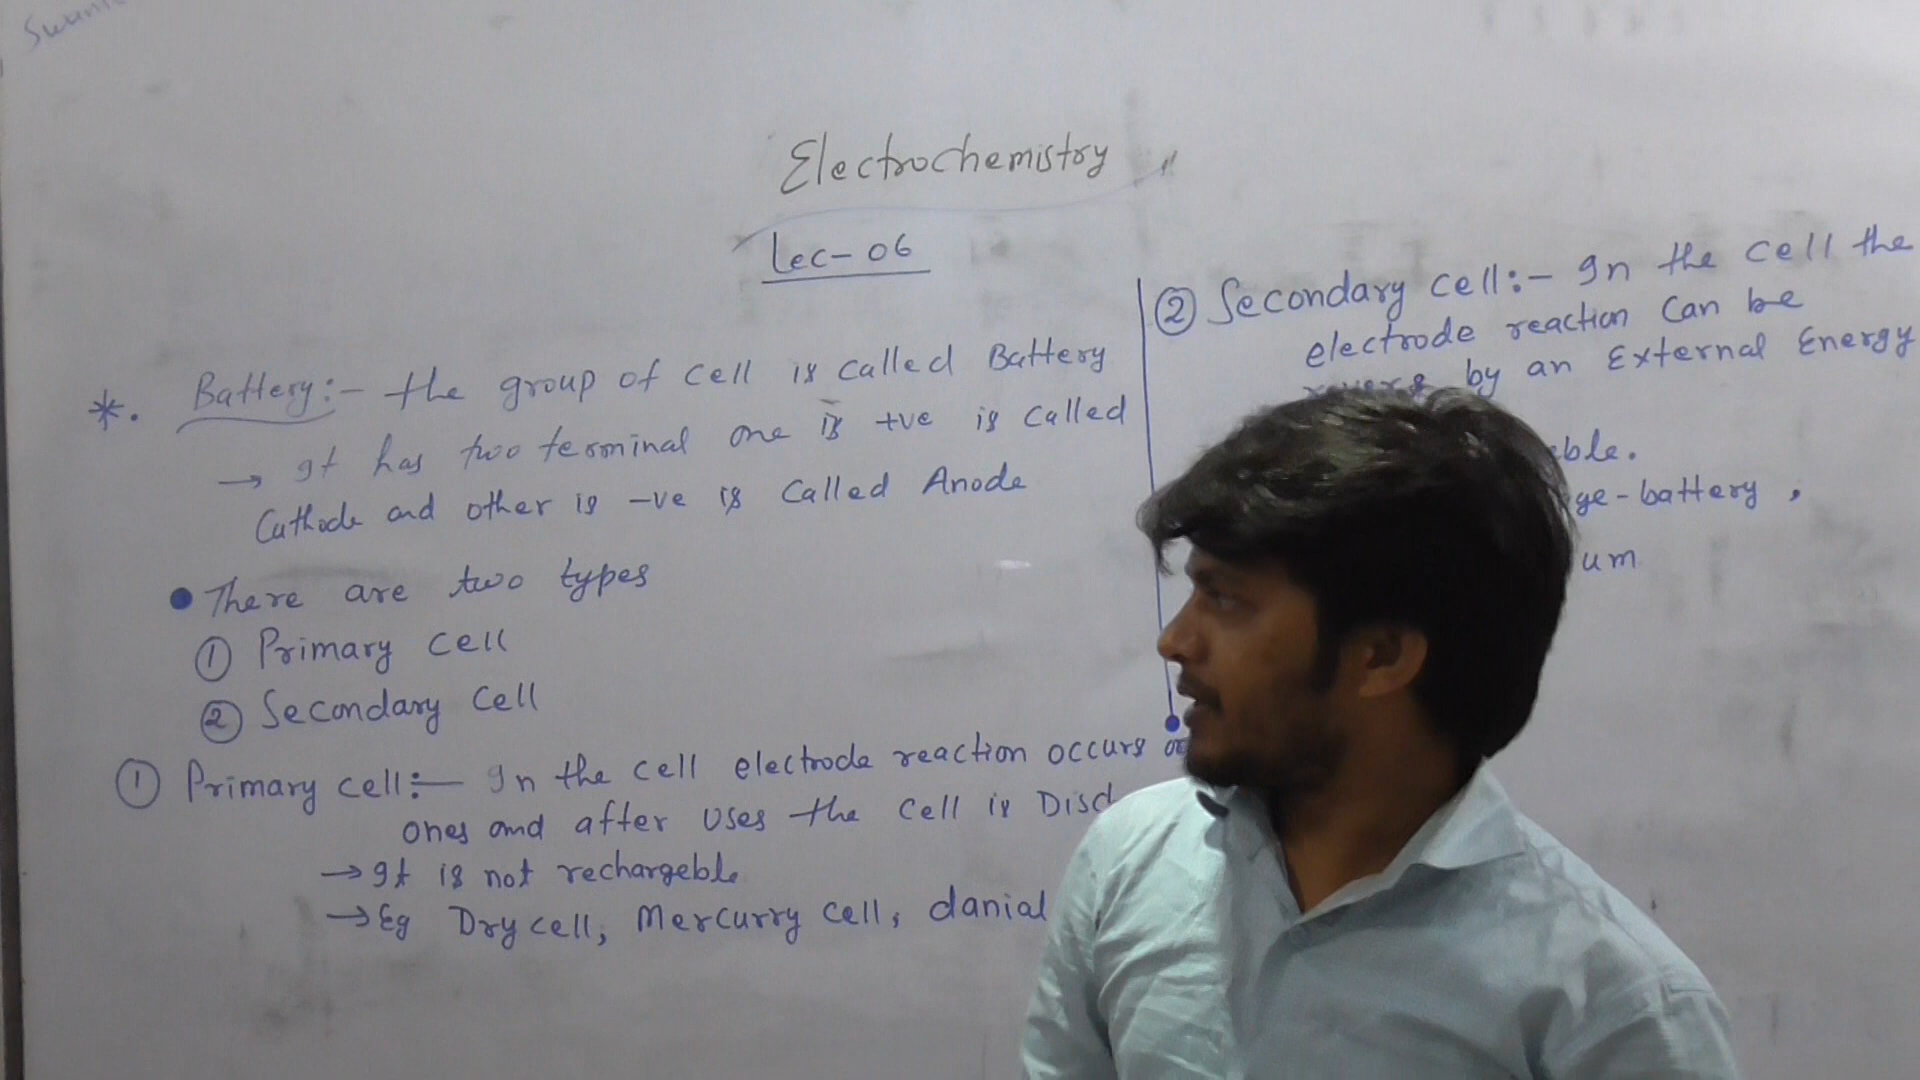 Electrochemistry
Lec-06
*. Battery:- the group of cell is called Battery
→ It has two terminal one is +ve is called
Cathode and other is -ve is called Anode
• There are two types
① Primary cell
② Secondary cell
① Primary cell:- In the cell electrode reaction occurs
ones and after uses the cell is
→ It is not rechargeble
→ Eg Dry cell, Mercurry cell, danial
② Secondary cell:- In the cell the
electrode reaction can be
by an External Energy
battery,